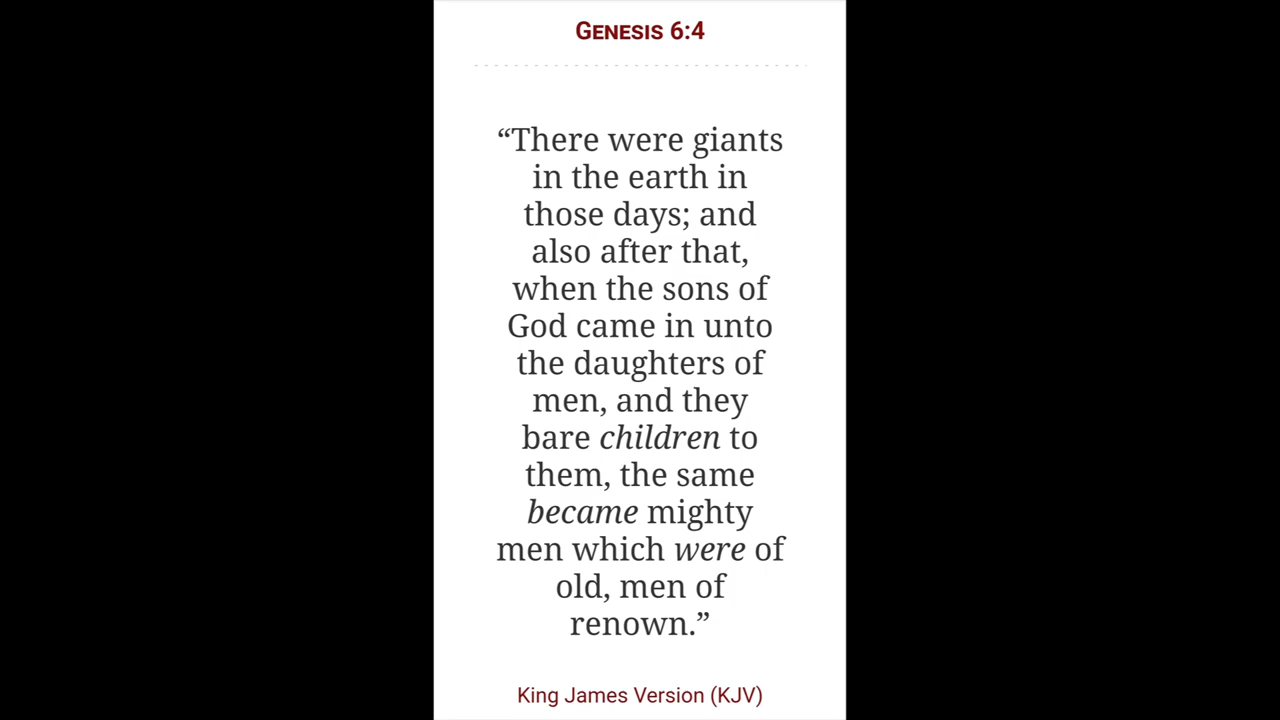 GENESIS 6:4
“There were giants
in the earth in
those days; and
also after that,
when the sons of
God came in unto
the daughters of
men, and they
bare children to
them, the same
became mighty
men which were of
old, men of
renown.”
King James Version (KJV)